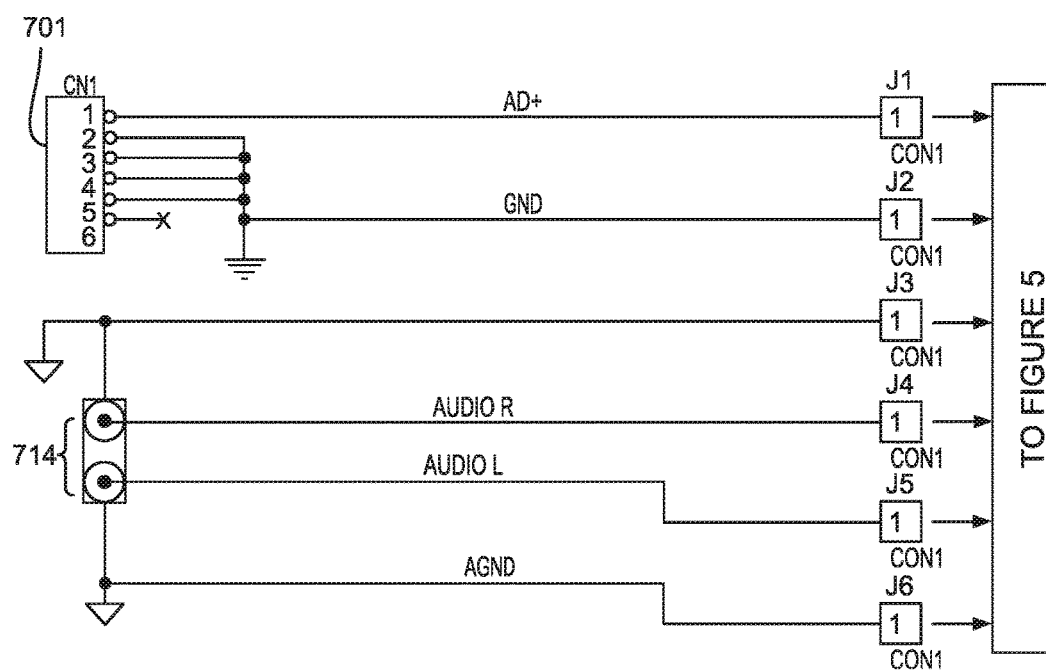 701
CN1
1
2
3
4
5
6
AD+
J1
1
CON1
GND
J2
1
CON1
J3
1
CON1
AUDIO R
J4
1
CON1
714
AUDIO L
J5
1
CON1
AGND
J6
1
CON1
TO FIGURE 5